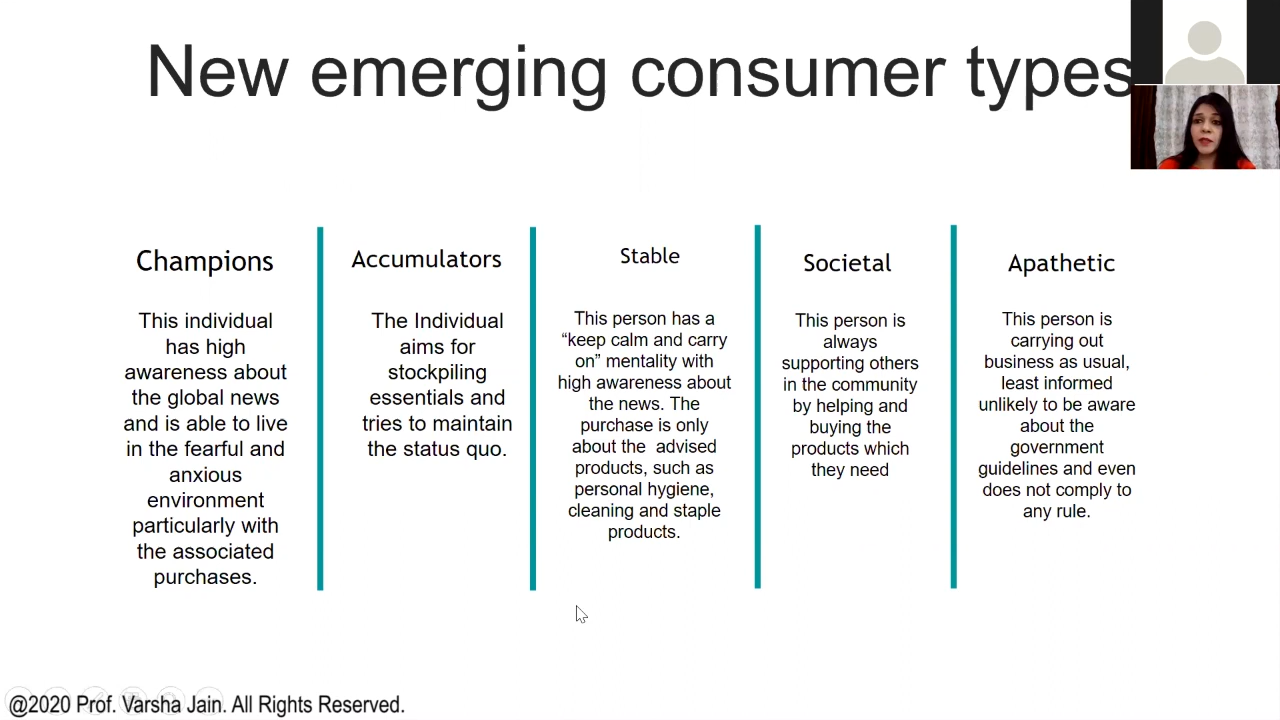 New emerging consumer types
Champions
This individual
has high
awareness about
the global news
and is able to live
in the fearful and
anxious
environment
particularly with
the associated
purchases.
Accumulators
The Individual
aims for
stockpiling
essentials and
tries to maintain
the status quo.
Stable
This person has a
“keep calm and carry
on” mentality with
high awareness about
the news. The
purchase is only
about the advised
products, such as
personal hygiene,
cleaning and staple
products.
Societal
This person is
always
supporting others
in the community
by helping and
buying the
products which
they need
Apathetic
This person is
carrying out
business as usual,
least informed
unlikely to be aware
about the
government
guidelines and even
does not comply to
any rule.
@2020 Prof. Varsha Jain. All Rights Reserved.